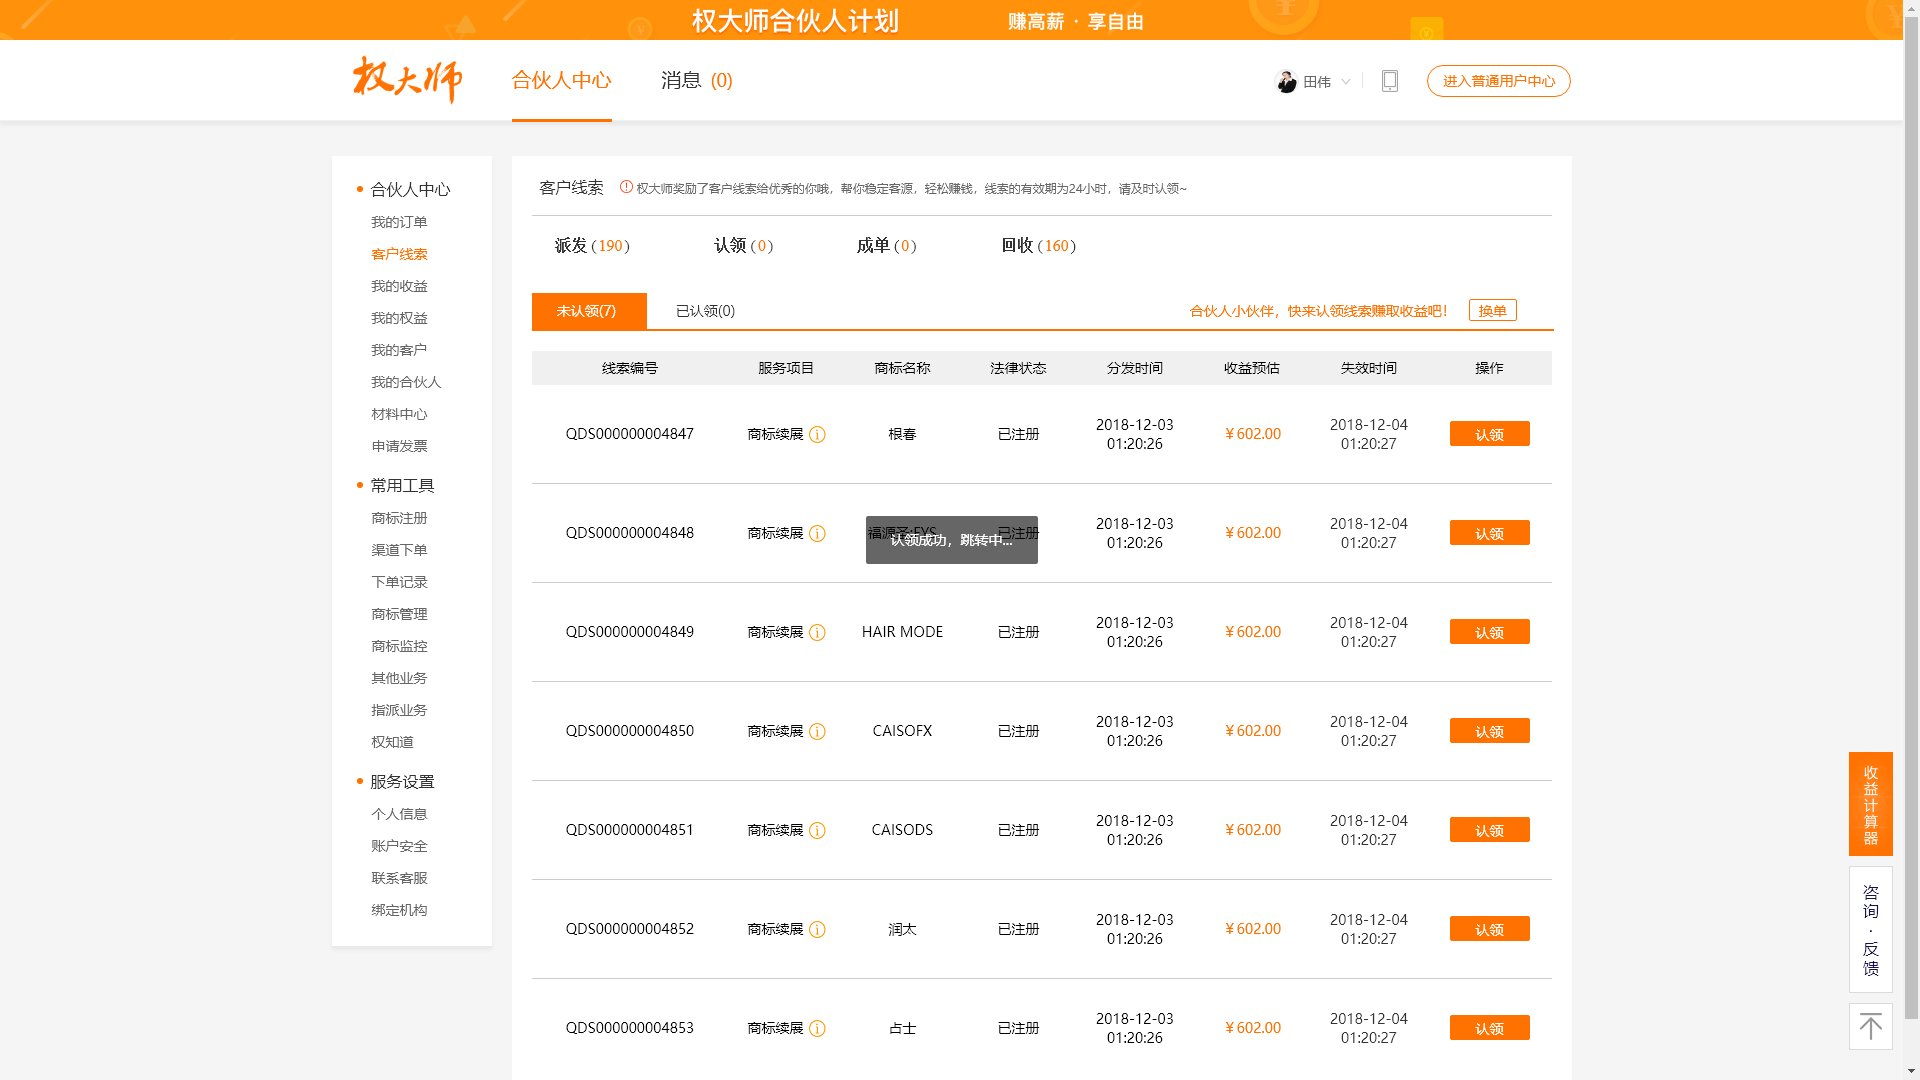 权大师合伙人计划 赚高薪 · 享自由
权大师 合伙人中心 消息 (0) 田伟 进入普通用户中心
合伙人中心
我的订单
客户线索
我的收益
我的权益
我的客户
我的合伙人
材料中心
申请发票
常用工具
商标注册
渠道下单
下单记录
商标管理
商标监控
其他业务
指派业务
权知道
服务设置
个人信息
账户安全
联系客服
绑定机构
客户线索 权大师奖励了客户线索给优秀的你哦，帮你稳定客源，轻松赚钱，线索的有效期为24小时，请及时认领~
派发 (190) 认领 (0) 成单 (0) 回收 (160)
未认领(7) 已认领(0) 合伙人小伙伴，快来认领线索赚取收益吧！ 换单
线索编号 服务项目 商标名称 法律状态 分发时间 收益预估 失效时间 操作
QDS000000004847 商标续展 根春 已注册 2018-12-03 01:20:26 ￥602.00 2018-12-04 01:20:27 认领
QDS000000004848 商标续展 福源圣;FYS 已注册 2018-12-03 01:20:26 ￥602.00 2018-12-04 01:20:27 认领
认领成功，跳转中...
QDS000000004849 商标续展 HAIR MODE 已注册 2018-12-03 01:20:26 ￥602.00 2018-12-04 01:20:27 认领
QDS000000004850 商标续展 CAISOFX 已注册 2018-12-03 01:20:26 ￥602.00 2018-12-04 01:20:27 认领
QDS000000004851 商标续展 CAISODS 已注册 2018-12-03 01:20:26 ￥602.00 2018-12-04 01:20:27 认领
QDS000000004852 商标续展 润太 已注册 2018-12-03 01:20:26 ￥602.00 2018-12-04 01:20:27 认领
QDS000000004853 商标续展 占士 已注册 2018-12-03 01:20:26 ￥602.00 2018-12-04 01:20:27 认领
收益计算器
咨询·反馈